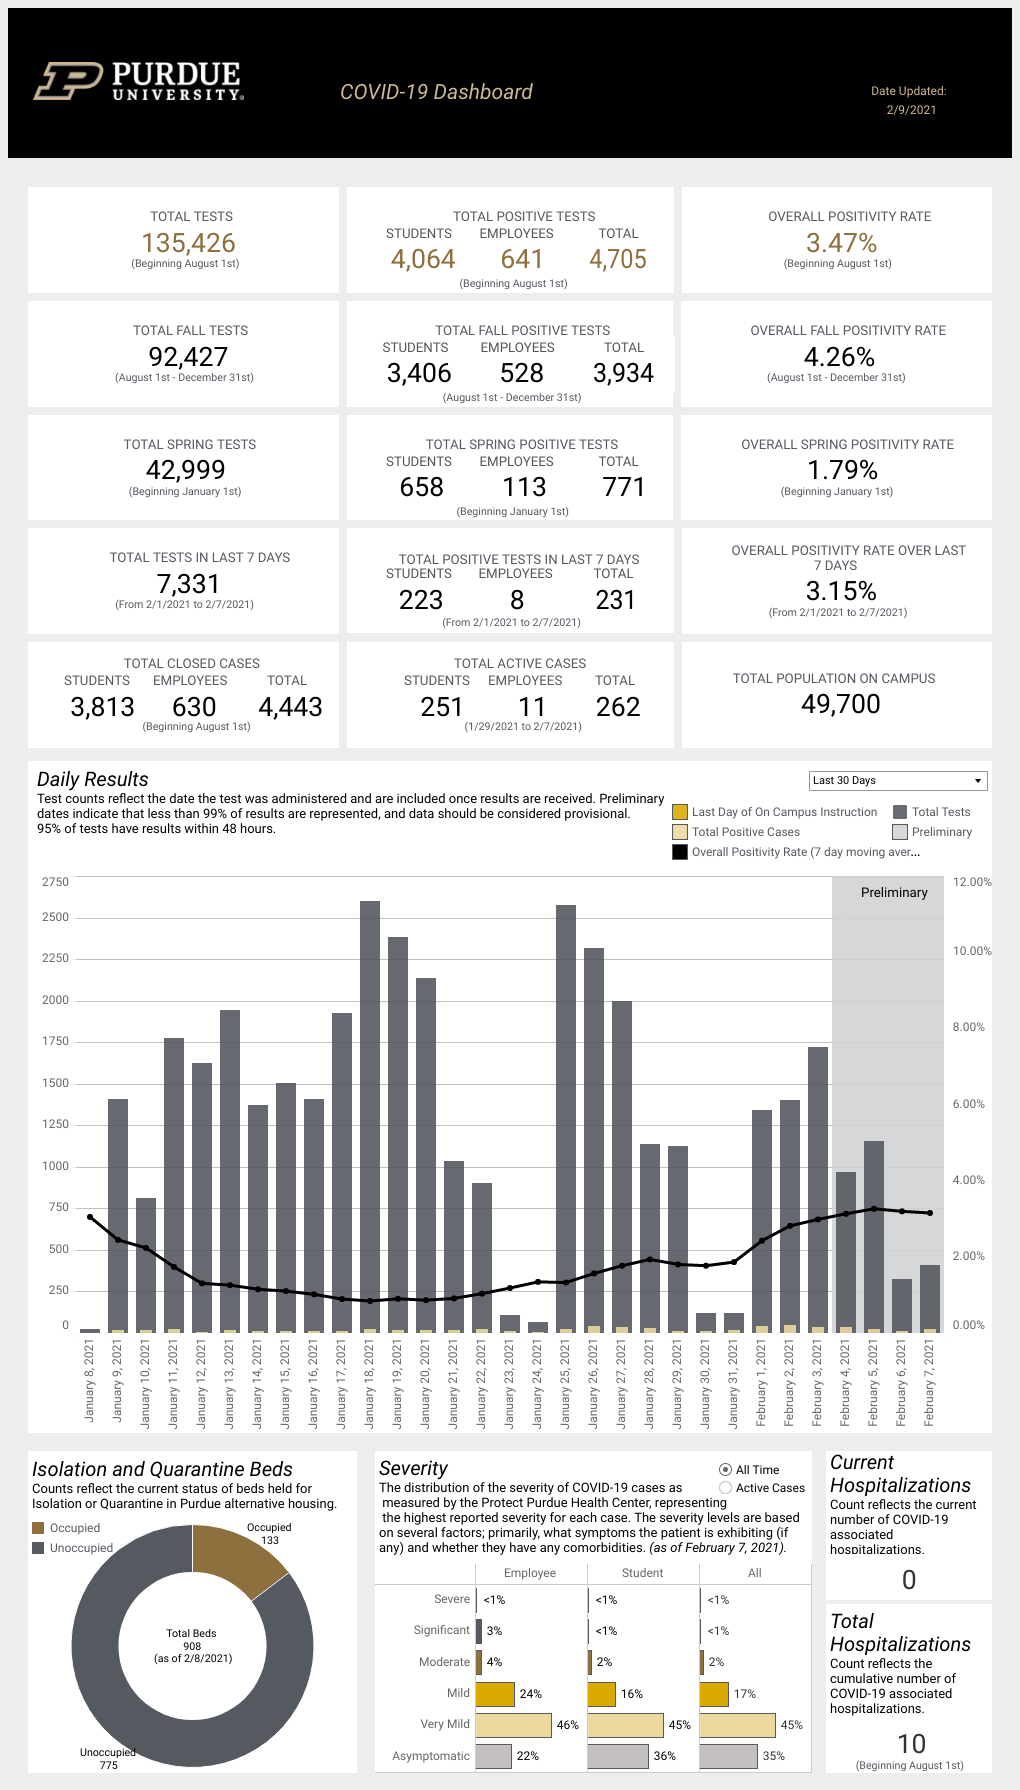 PURDUE
UNIVERSITY®
COVID-19 Dashboard
Date Updated:
2/9/2021
TOTAL TESTS
135,426
(Beginning August 1st)
TOTAL POSITIVE TESTS
STUDENTS EMPLOYEES TOTAL
4,064 641 4,705
(Beginning August 1st)
OVERALL POSITIVITY RATE
3.47%
(Beginning August 1st)
TOTAL FALL TESTS
92,427
(August 1st - December 31st)
TOTAL FALL POSITIVE TESTS
STUDENTS EMPLOYEES TOTAL
3,406 528 3,934
(August 1st - December 31st)
OVERALL FALL POSITIVITY RATE
4.26%
(August 1st - December 31st)
TOTAL SPRING TESTS
42,999
(Beginning January 1st)
TOTAL SPRING POSITIVE TESTS
STUDENTS EMPLOYEES TOTAL
658 113 771
(Beginning January 1st)
OVERALL SPRING POSITIVITY RATE
1.79%
(Beginning January 1st)
TOTAL TESTS IN LAST 7 DAYS
7,331
(From 2/1/2021 to 2/7/2021)
TOTAL POSITIVE TESTS IN LAST 7 DAYS
STUDENTS EMPLOYEES TOTAL
223 8 231
(From 2/1/2021 to 2/7/2021)
OVERALL POSITIVITY RATE OVER LAST
7 DAYS
3.15%
(From 2/1/2021 to 2/7/2021)
TOTAL CLOSED CASES
STUDENTS EMPLOYEES TOTAL
3,813 630 4,443
(Beginning August 1st)
TOTAL ACTIVE CASES
STUDENTS EMPLOYEES TOTAL
251 11 262
(1/29/2021 to 2/7/2021)
TOTAL POPULATION ON CAMPUS
49,700
Daily Results
Test counts reflect the date the test was administered and are included once results are received. Preliminary
dates indicate that less than 99% of results are represented, and data should be considered provisional.
95% of tests have results within 48 hours.
Last 30 Days
Last Day of On Campus Instruction
Total Tests
Total Positive Cases
Preliminary
Overall Positivity Rate (7 day moving aver...
2750
2500
2250
2000
1750
1500
1250
1000
750
500
250
0
Preliminary
12.00%
10.00%
8.00%
6.00%
4.00%
2.00%
0.00%
January 8, 2021
January 9, 2021
January 10, 2021
January 11, 2021
January 12, 2021
January 13, 2021
January 14, 2021
January 15, 2021
January 16, 2021
January 17, 2021
January 18, 2021
January 19, 2021
January 20, 2021
January 21, 2021
January 22, 2021
January 23, 2021
January 24, 2021
January 25, 2021
January 26, 2021
January 27, 2021
January 28, 2021
January 29, 2021
January 30, 2021
January 31, 2021
February 1, 2021
February 2, 2021
February 3, 2021
February 4, 2021
February 5, 2021
February 6, 2021
February 7, 2021
Isolation and Quarantine Beds
Counts reflect the current status of beds held for
Isolation or Quarantine in Purdue alternative housing.
Occupied
Unoccupied
Occupied
133
Total Beds
908
(as of 2/8/2021)
Unoccupied
775
Severity
All Time
Active Cases
The distribution of the severity of COVID-19 cases as
measured by the Protect Purdue Health Center, representing
the highest reported severity for each case. The severity levels are based
on several factors; primarily, what symptoms the patient is exhibiting (if
any) and whether they have any comorbidities. (as of February 7, 2021).
Employee Student All
Severe <1% <1% <1%
Significant 3% <1% <1%
Moderate 4% 2% 2%
Mild 24% 16% 17%
Very Mild 46% 45% 45%
Asymptomatic 22% 36% 35%
Current
Hospitalizations
Count reflects the current
number of COVID-19
associated
hospitalizations.
0
Total
Hospitalizations
Count reflects the
cumulative number of
COVID-19 associated
hospitalizations.
10
(Beginning August 1st)